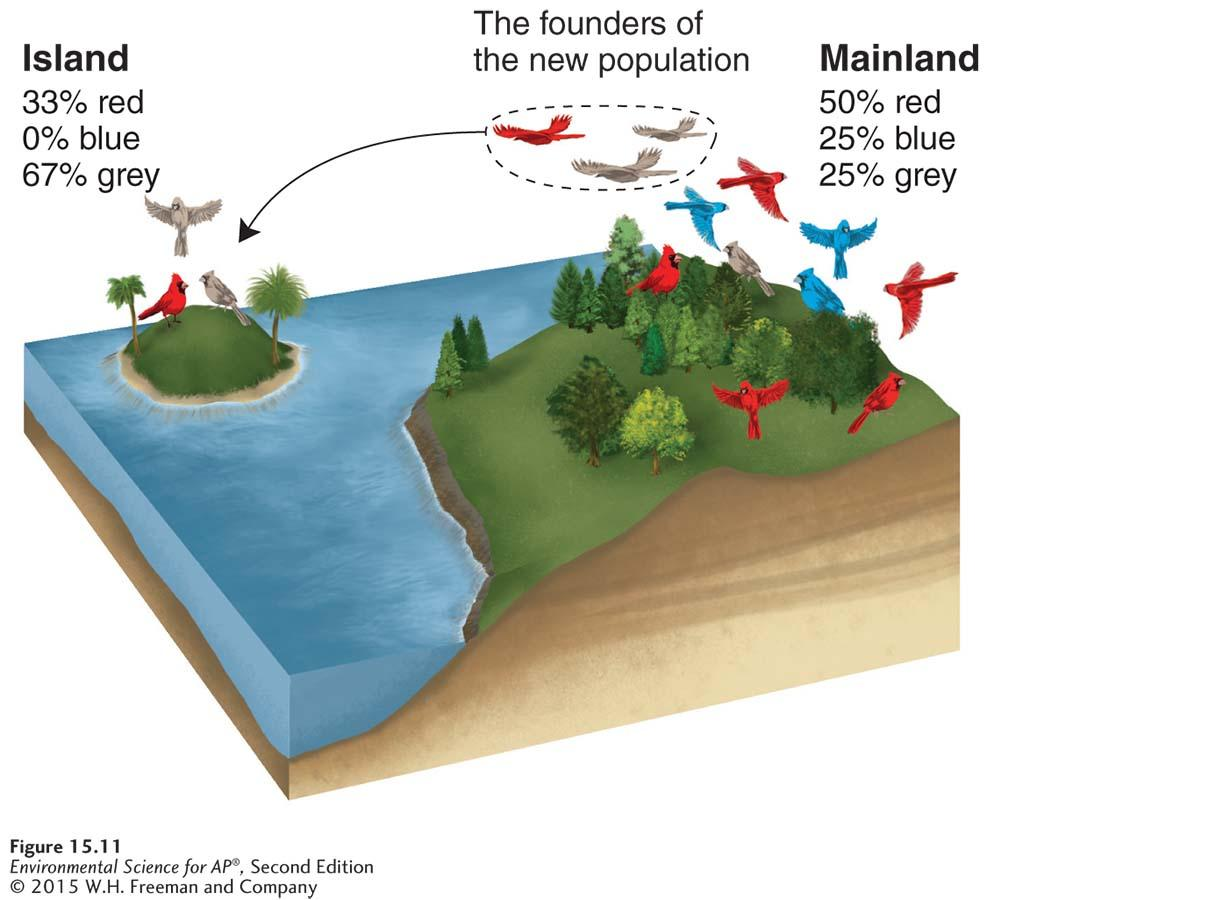 The founders of
the new population
Island
33% red
0% blue
67% grey
Mainland
50% red
25% blue
25% grey
Figure 15.11
Environmental Science for AP®, Second Edition
© 2015 W.H. Freeman and Company